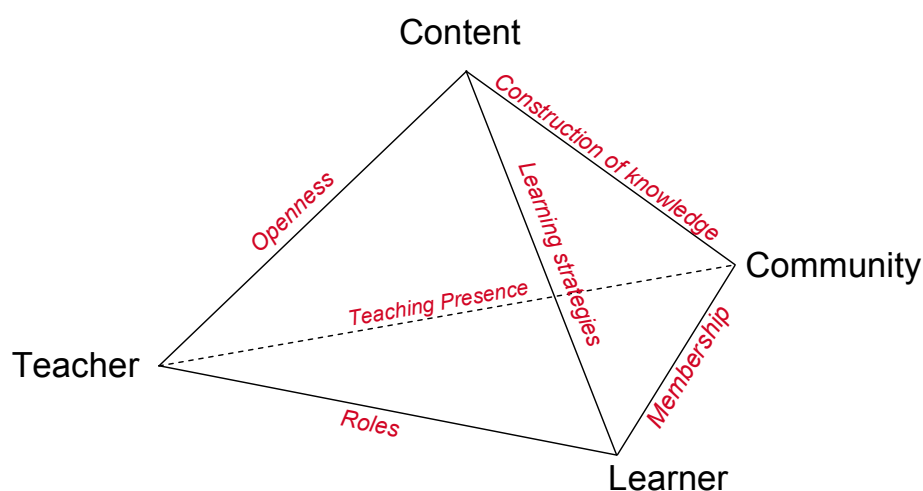 Content
Construction of knowledge
Openness
Learning strategies
Community
Teaching Presence
Teacher
Membership
Roles
Learner